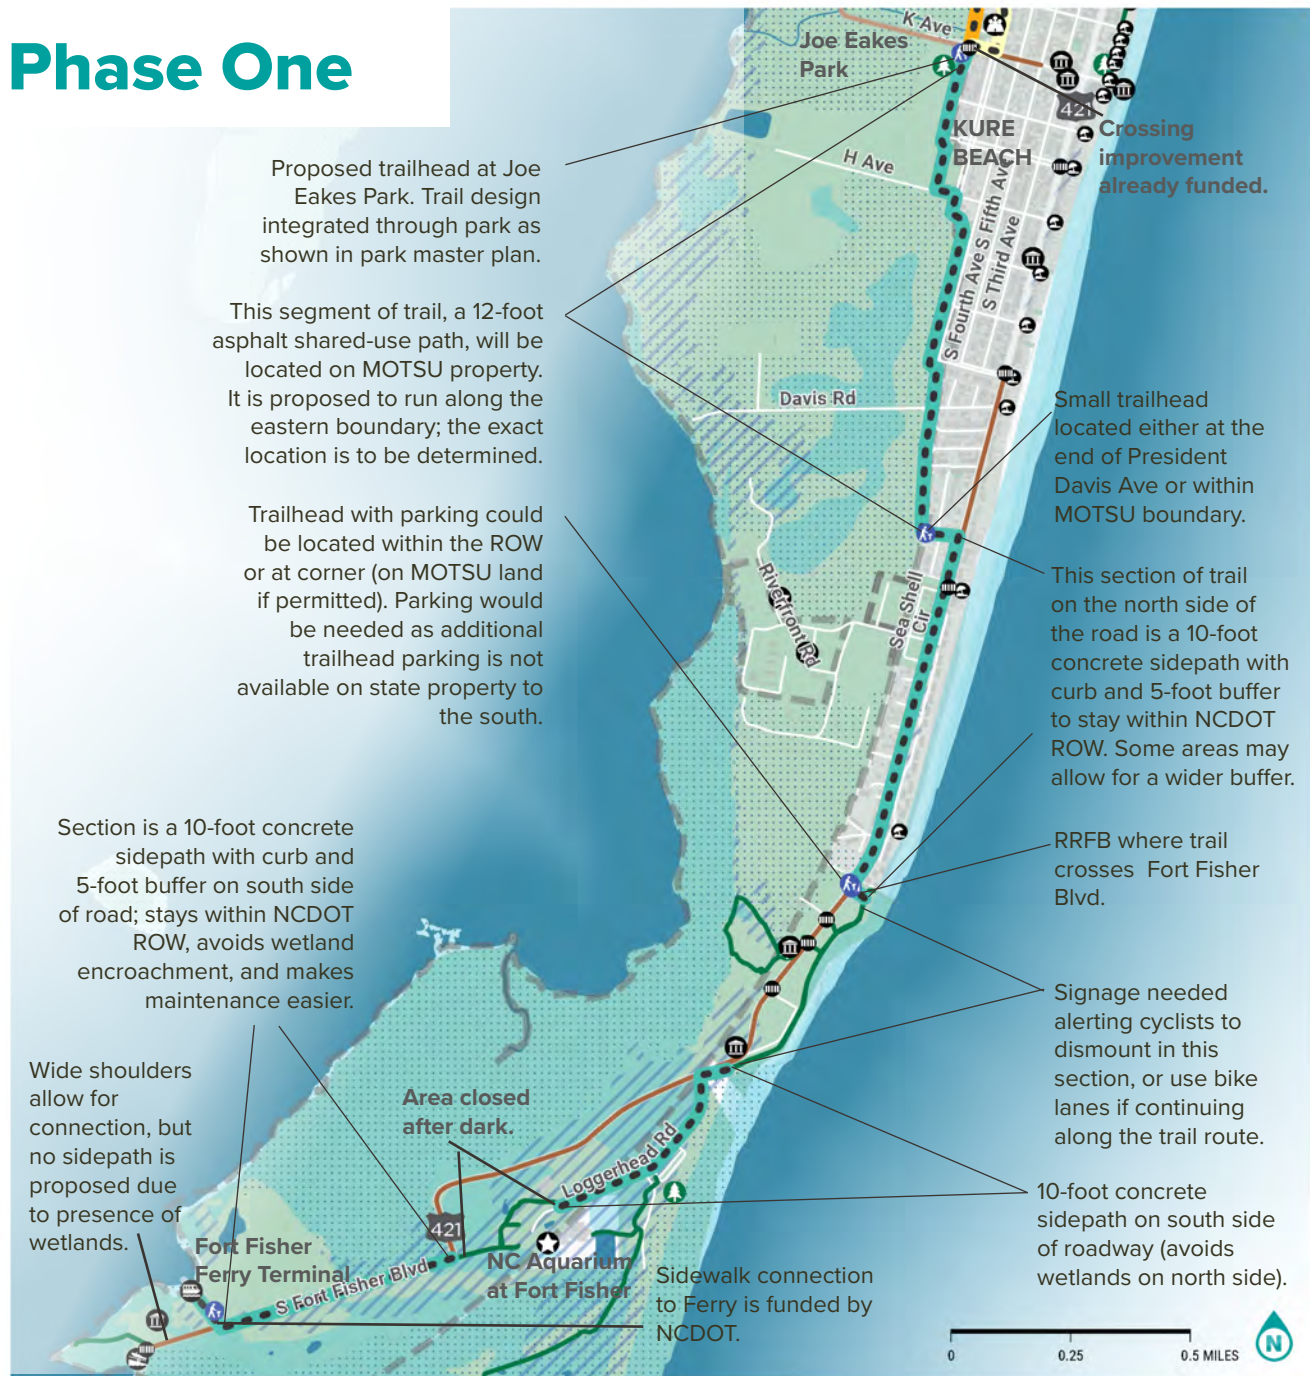 Phase One
K Ave
Joe Eakes
Park
421
KURE
BEACH
Crossing
improvement
already funded.
H Ave
Proposed trailhead at Joe
Eakes Park. Trail design
integrated through park as
shown in park master plan.
S Fifth Ave
S Fourth Ave
S Third Ave
This segment of trail, a 12-foot
asphalt shared-use path, will be
located on MOTSU property.
It is proposed to run along the
eastern boundary; the exact
location is to be determined.
Davis Rd
Small trailhead
located either at the
end of President
Davis Ave or within
MOTSU boundary.
Trailhead with parking could
be located within the ROW
or at corner (on MOTSU land
if permitted). Parking would
be needed as additional
trailhead parking is not
available on state property to
the south.
Riverfront Rd
Sea Shell
Cir
This section of trail
on the north side of
the road is a 10-foot
concrete sidepath with
curb and 5-foot buffer
to stay within NCDOT
ROW. Some areas may
allow for a wider buffer.
Section is a 10-foot concrete
sidepath with curb and
5-foot buffer on south side
of road; stays within NCDOT
ROW, avoids wetland
encroachment, and makes
maintenance easier.
RRFB where trail
crosses Fort Fisher
Blvd.
Signage needed
alerting cyclists to
dismount in this
section, or use bike
lanes if continuing
along the trail route.
Wide shoulders
allow for
connection, but
no sidepath is
proposed due
to presence of
wetlands.
Area closed
after dark.
Loggerhead Rd
10-foot concrete
sidepath on south side
of roadway (avoids
wetlands on north side).
421
Fort Fisher
Ferry Terminal
S Fort Fisher Blvd
NC Aquarium
at Fort Fisher
Sidewalk connection
to Ferry is funded by
NCDOT.
0 0.25 0.5 MILES
N